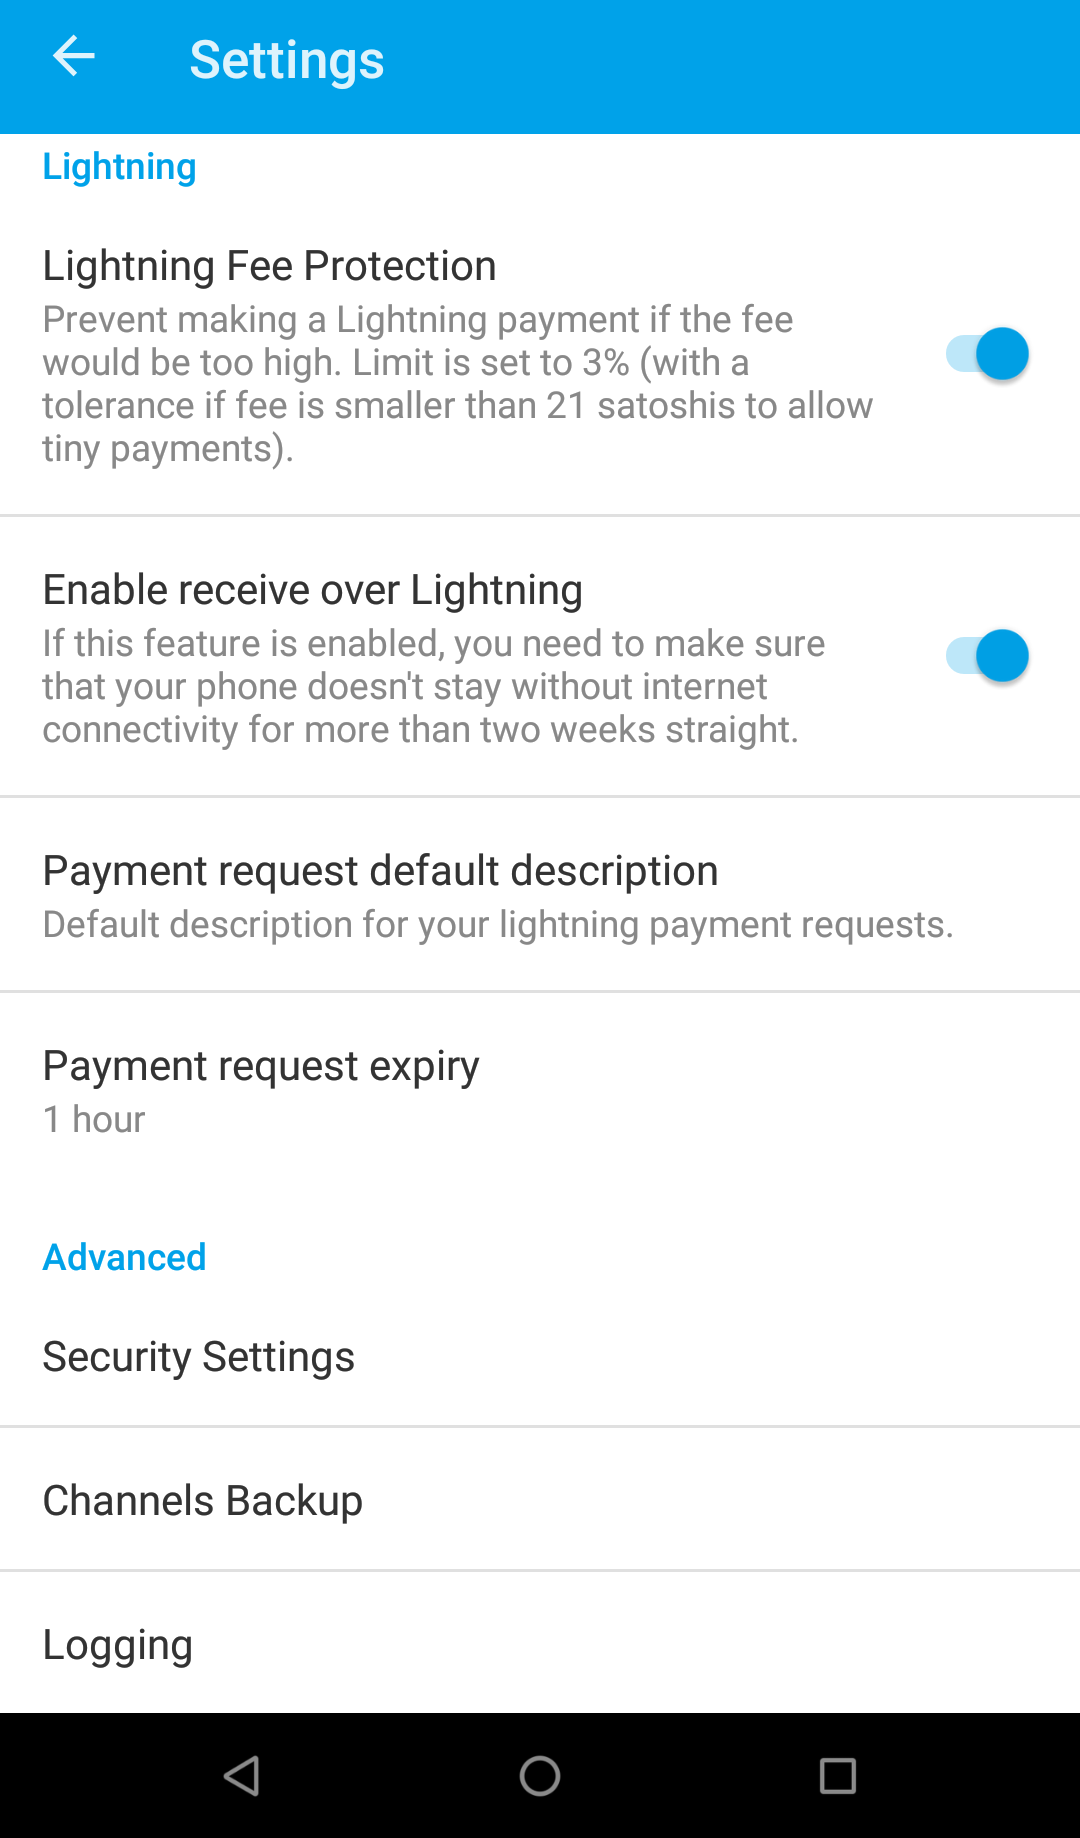 Settings
Lightning
Lightning Fee Protection
Prevent making a Lightning payment if the fee
would be too high. Limit is set to 3% (with a
tolerance if fee is smaller than 21 satoshis to allow
tiny payments).
Enable receive over Lightning
If this feature is enabled, you need to make sure
that your phone doesn't stay without internet
connectivity for more than two weeks straight.
Payment request default description
Default description for your lightning payment requests.
Payment request expiry
1 hour
Advanced
Security Settings
Channels Backup
Logging